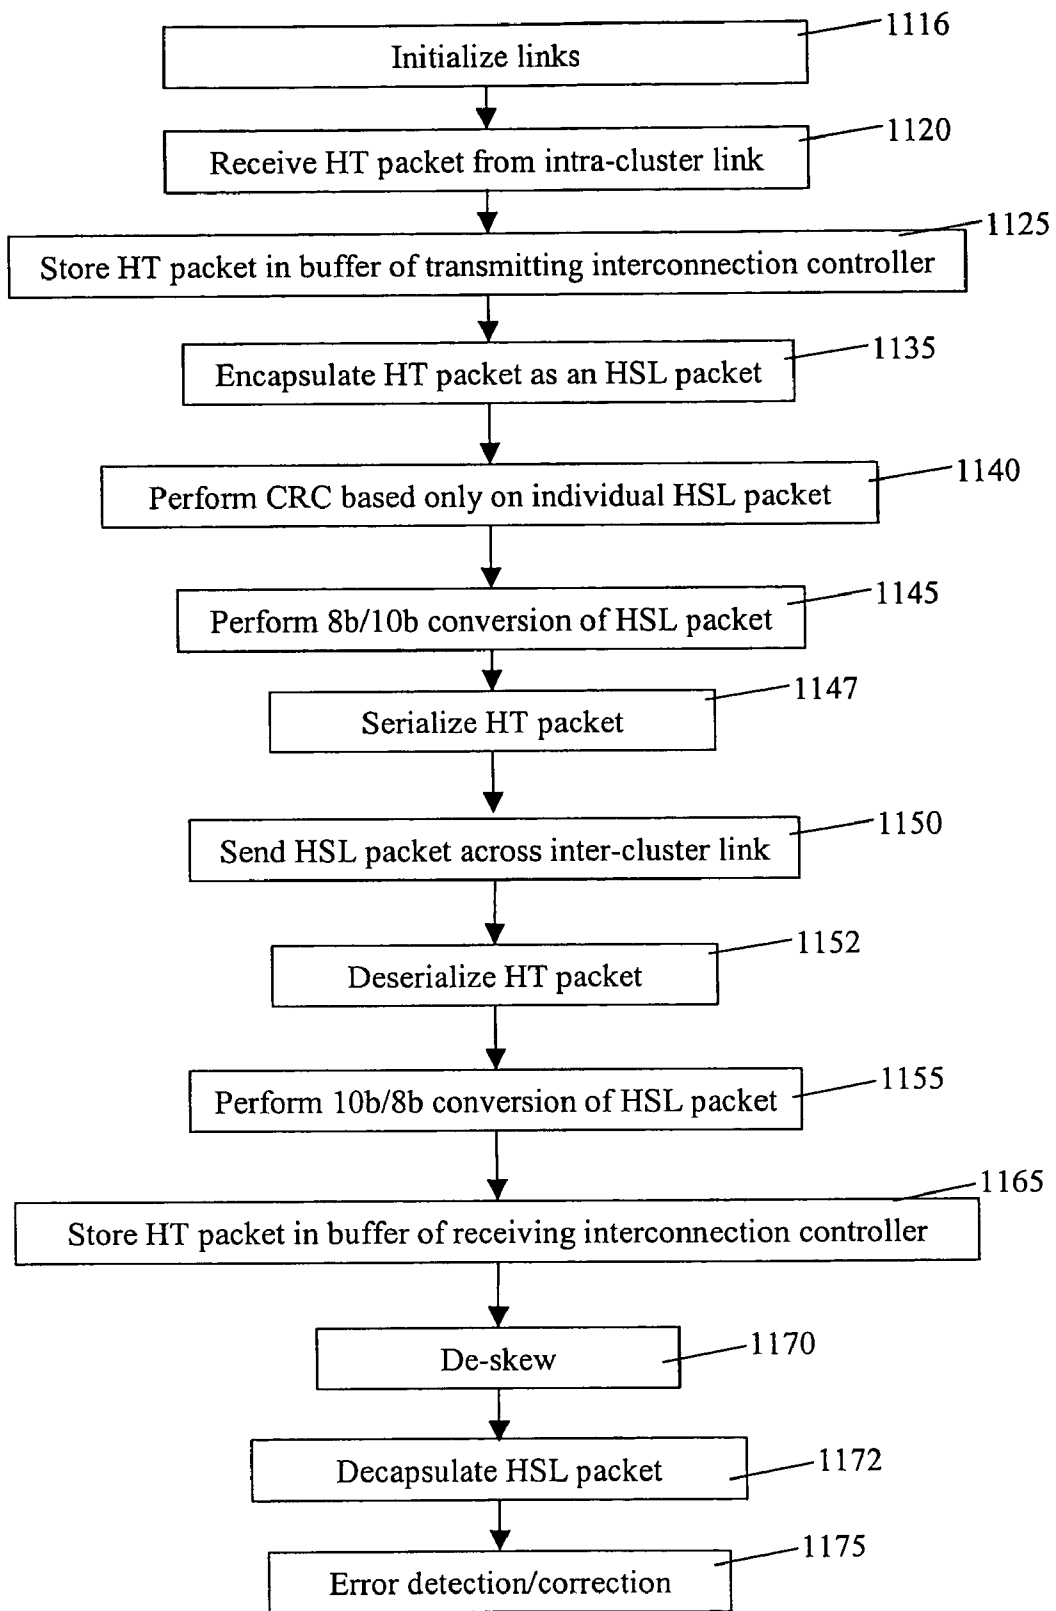 1116
Initialize links
1120
Receive HT packet from intra-cluster link
1125
Store HT packet in buffer of transmitting interconnection controller
1135
Encapsulate HT packet as an HSL packet
1140
Perform CRC based only on individual HSL packet
1145
Perform 8b/10b conversion of HSL packet
1147
Serialize HT packet
1150
Send HSL packet across inter-cluster link
1152
Deserialize HT packet
1155
Perform 10b/8b conversion of HSL packet
1165
Store HT packet in buffer of receiving interconnection controller
1170
De-skew
1172
Decapsulate HSL packet
1175
Error detection/correction